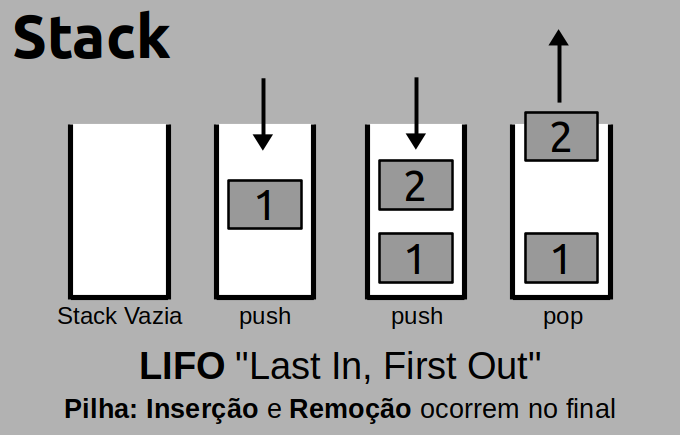 Stack
1
2
1
2
1
Stack Vazia
push
push
pop
LIFO "Last In, First Out"
Pilha: Inserção e Remoção ocorrem no final